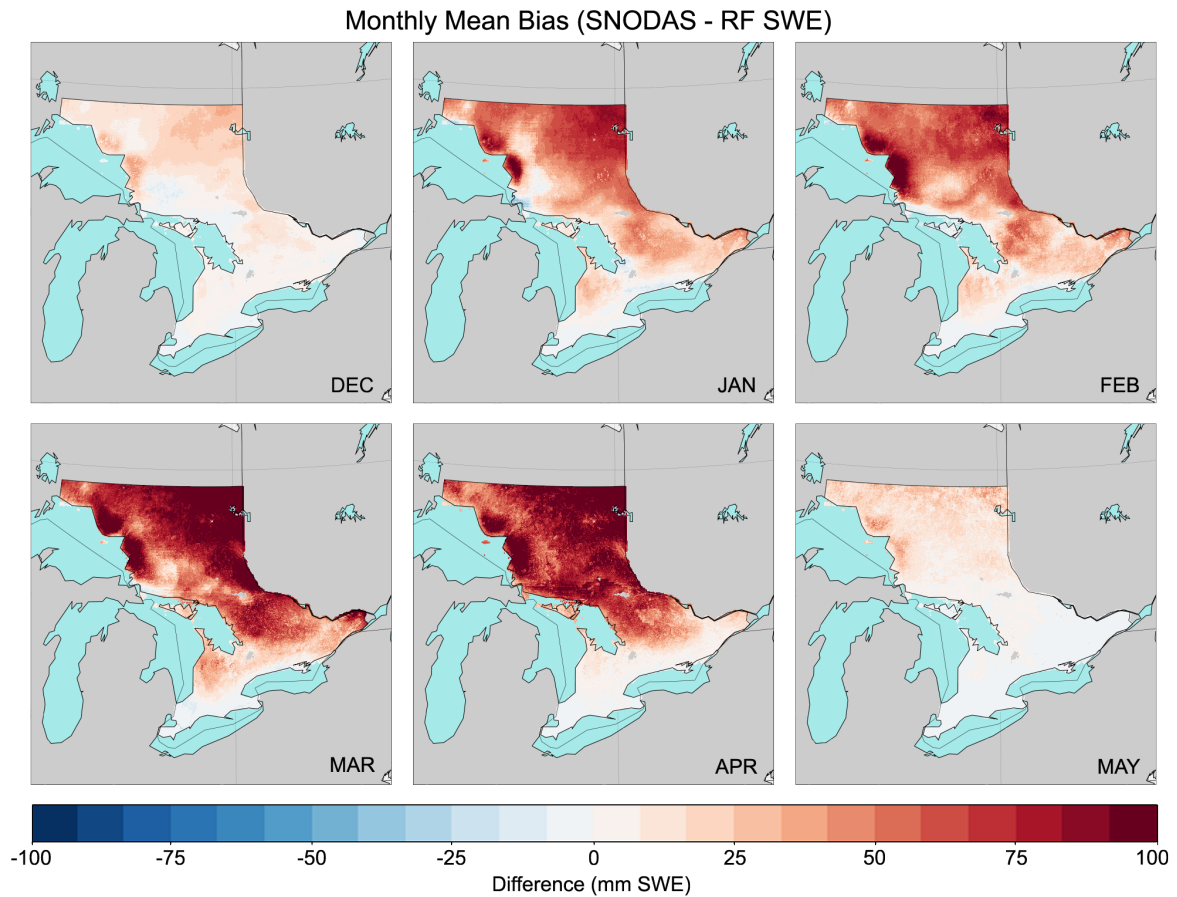 Monthly Mean Bias (SNODAS - RF SWE)
DEC
JAN
FEB
MAR
APR
MAY
-100 -75 -50 -25 0 25 50 75 100
Difference (mm SWE)